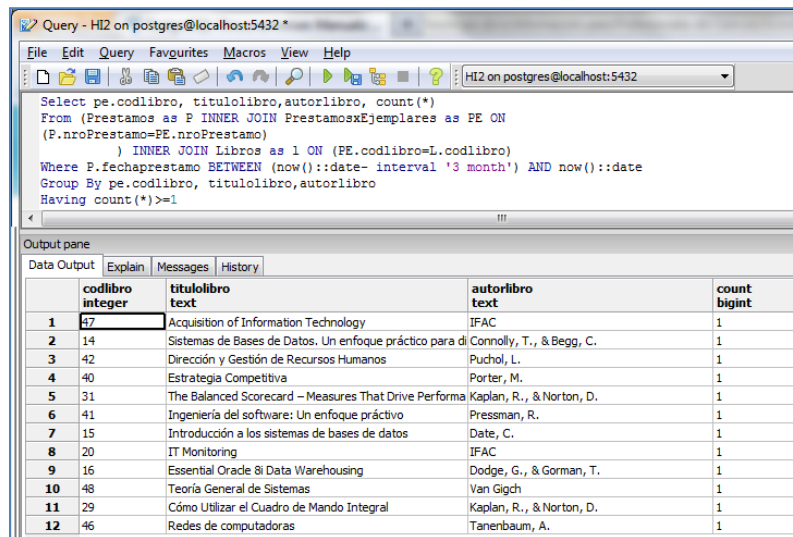 Query - HI2 on postgres@localhost:5432 *
File Edit Query Favourites Macros View Help
HI2 on postgres@localhost:5432
Select pe.codlibro, titulolibro,autorlibro, count(*)
From (Prestamos as P INNER JOIN PrestamosxEjemplares as PE ON
(P.nroPrestamo=PE.nroPrestamo)
) INNER JOIN Libros as l ON (PE.codlibro=L.codlibro)
Where P.fechaprestamo BETWEEN (now()::date- interval '3 month') AND now()::date
Group By pe.codlibro, titulolibro,autorlibro
Having count(*)>=1
Output pane
Data Output Explain Messages History
codlibro titulolibro autorlibro count
integer text text bigint
1 47 Acquisition of Information Technology IFAC 1
2 14 Sistemas de Bases de Datos. Un enfoque práctico para di Connolly, T., & Begg, C. 1
3 42 Dirección y Gestión de Recursos Humanos Puchol, L. 1
4 40 Estrategia Competitiva Porter, M. 1
5 31 The Balanced Scorecard – Measures That Drive Performa Kaplan, R., & Norton, D. 1
6 41 Ingeniería del software: Un enfoque práctivo Pressman, R. 1
7 15 Introducción a los sistemas de bases de datos Date, C. 1
8 20 IT Monitoring IFAC 1
9 16 Essential Oracle 8i Data Warehousing Dodge, G., & Gorman, T. 1
10 48 Teoría General de Sistemas Van Gigch 1
11 29 Cómo Utilizar el Cuadro de Mando Integral Kaplan, R., & Norton, D. 1
12 46 Redes de computadoras Tanenbaum, A. 1